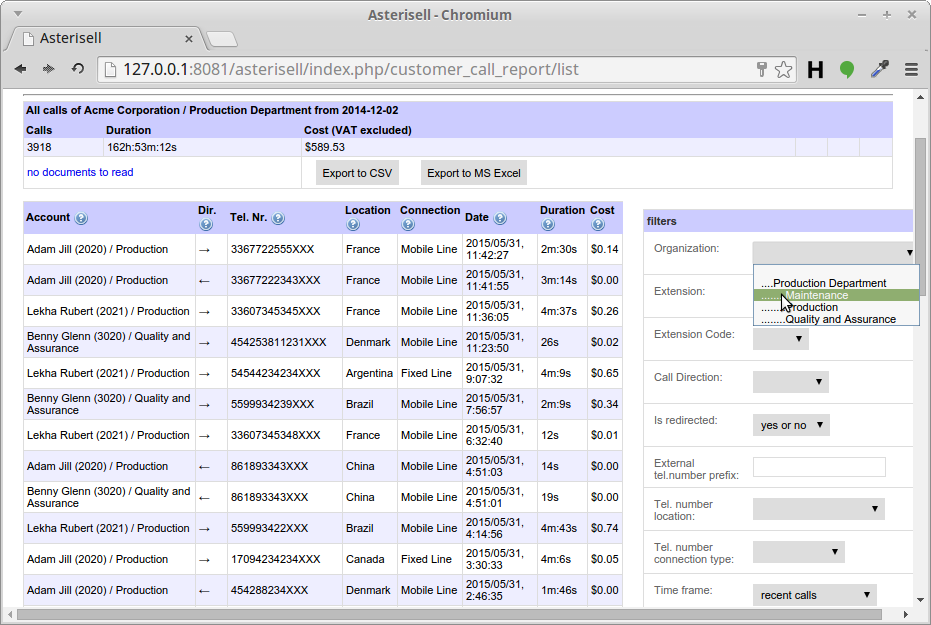 Asterisell - Chromium
Asterisell
127.0.0.1:8081/asterisell/index.php/customer_call_report/list
H
All calls of Acme Corporation / Production Department from 2014-12-02
Calls Duration Cost (VAT excluded)
3918 162h:53m:12s $589.53
no documents to read Export to CSV Export to MS Excel
Account ? Dir. ? Tel. Nr. ? Location ? Connection ? Date ? Duration ? Cost ?
Adam Jill (2020) / Production → 3367722555XXX France Mobile Line 2015/05/31, 11:42:27 2m:30s $0.14
Adam Jill (2020) / Production ← 33677222343XXX France Mobile Line 2015/05/31, 11:41:55 3m:14s $0.00
Lekha Rubert (2021) / Production → 33607345345XXX France Mobile Line 2015/05/31, 11:36:05 4m:37s $0.26
Benny Glenn (3020) / Quality and Assurance → 454253811231XXX Denmark Mobile Line 2015/05/31, 11:23:50 26s $0.02
Lekha Rubert (2021) / Production → 54544234234XXX Argentina Fixed Line 2015/05/31, 9:07:32 4m:9s $0.65
Benny Glenn (3020) / Quality and Assurance → 5599934239XXX Brazil Mobile Line 2015/05/31, 7:56:57 2m:9s $0.34
Lekha Rubert (2021) / Production → 33607345348XXX France Mobile Line 2015/05/31, 6:32:40 12s $0.01
Adam Jill (2020) / Production ← 861893343XXX China Mobile Line 2015/05/31, 4:51:03 14s $0.00
Benny Glenn (3020) / Quality and Assurance ← 861893343XXX China Mobile Line 2015/05/31, 4:51:01 19s $0.00
Lekha Rubert (2021) / Production → 559993422XXX Brazil Mobile Line 2015/05/31, 4:14:56 4m:43s $0.74
Adam Jill (2020) / Production → 17094234234XXX Canada Fixed Line 2015/05/31, 3:30:33 4m:6s $0.05
Adam Jill (2020) / Production ← 454288234XXX Denmark Mobile Line 2015/05/31, 2:46:35 1m:46s $0.00
filters
Organization:
....Production Department
........Maintenance
........Production
........Quality and Assurance
Extension:
Extension Code:
Call Direction:
Is redirected: yes or no
External
tel.number prefix:
Tel. number
location:
Tel. number
connection type:
Time frame: recent calls